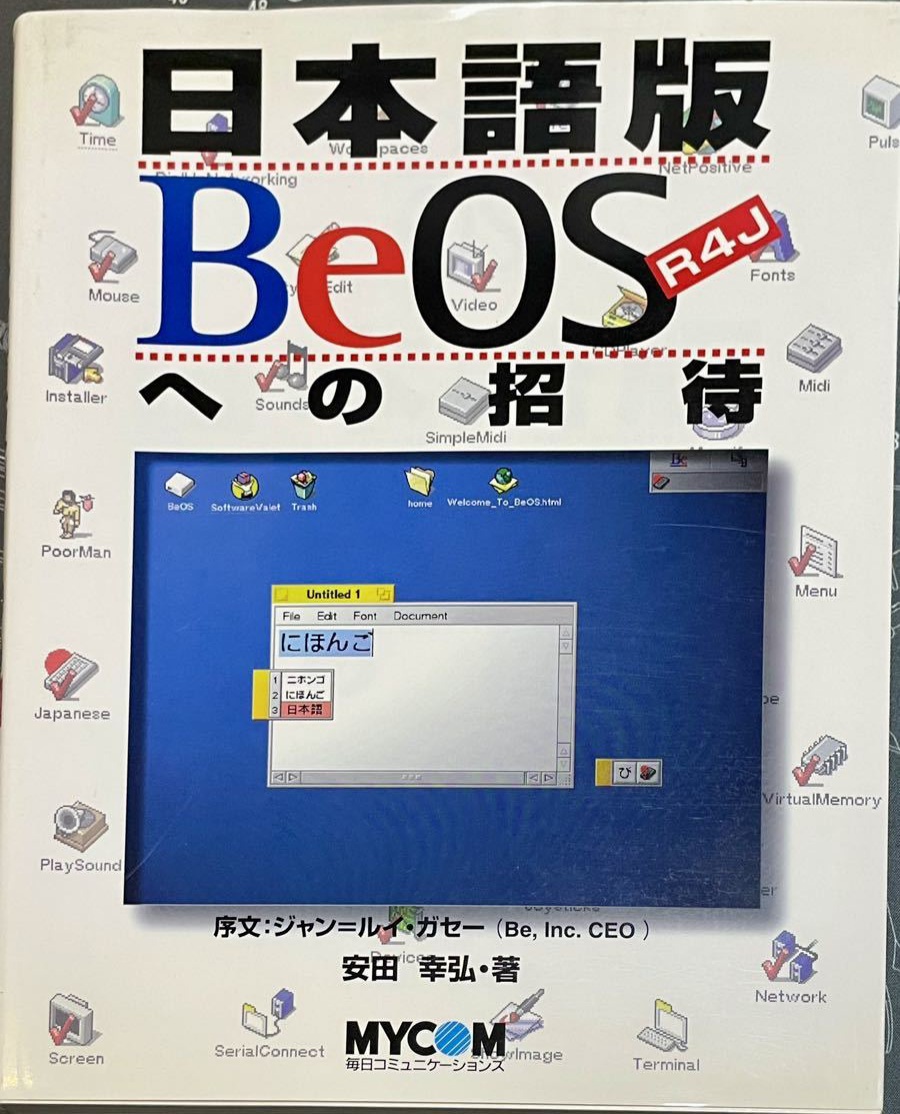 日本語版
Time
NetPositive
BeOS
R4J
Mouse
Video
Fonts
Installer
Sounds
Midi
への招待
SimpleMidi
BeOS
SoftwareValet
Trash
home
Welcome_To_BeOS.html
PoorMan
Menu
Untitled 1
File Edit Font Document
にほんご
1 ニホンゴ
2 にほんご
3 日本語
Japanese
び
VirtualMemory
PlaySound
序文:ジャン=ルイ・ガセー(Be, Inc. CEO)
安田 幸弘・著
Network
Screen
SerialConnect
MYCOM
毎日コミュニケーションズ
Terminal